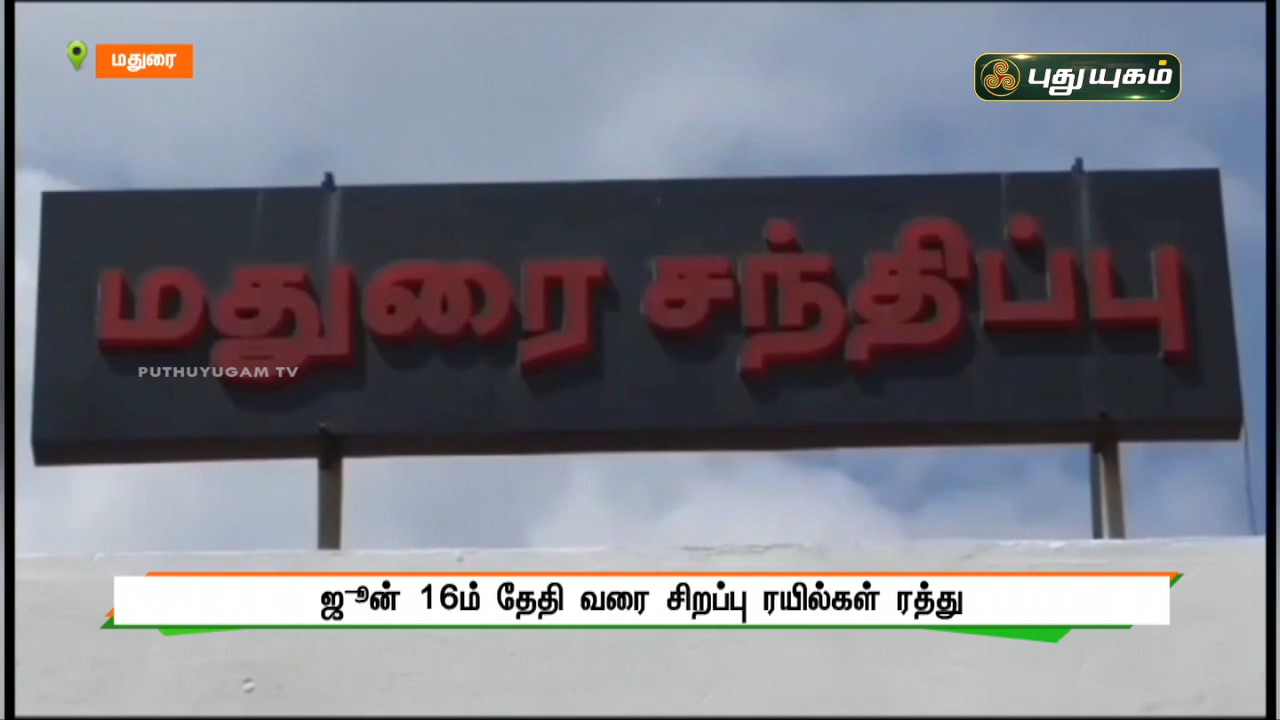 மதுரை
புதுயுகம்
மதுரை சந்திப்பு
PUTHUYUGAM TV
ஜூன் 16ம் தேதி வரை சிறப்பு ரயில்கள் ரத்து